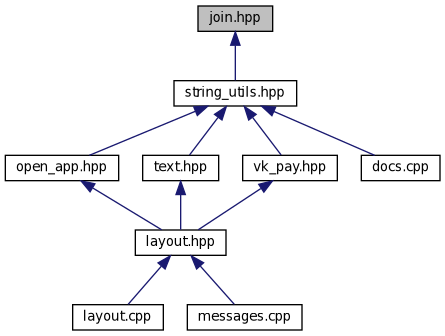 join.hpp
string_utils.hpp
open_app.hpp
text.hpp
vk_pay.hpp
docs.cpp
layout.hpp
layout.cpp
messages.cpp